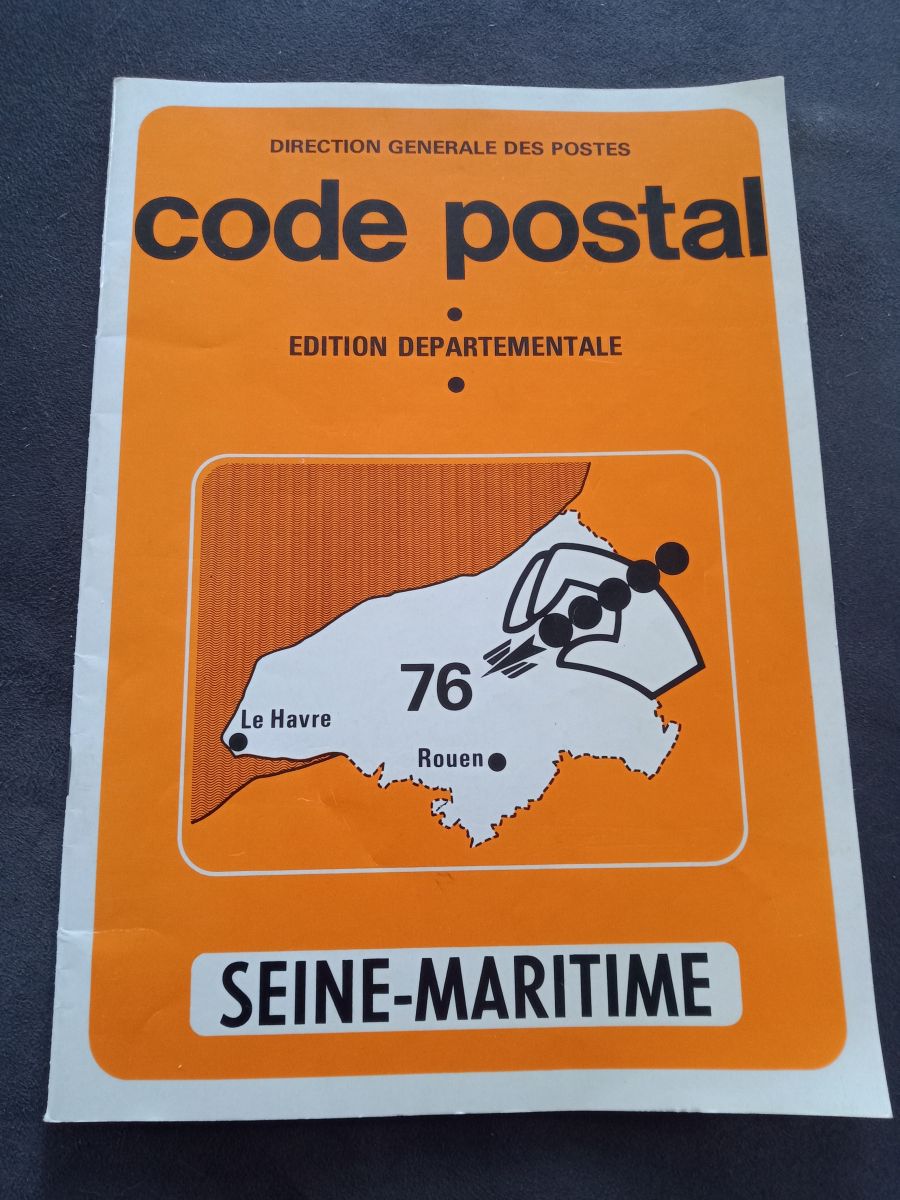 DIRECTION GENERALE DES POSTES
code postal
EDITION DEPARTEMENTALE
76
Le Havre
Rouen
SEINE-MARITIME